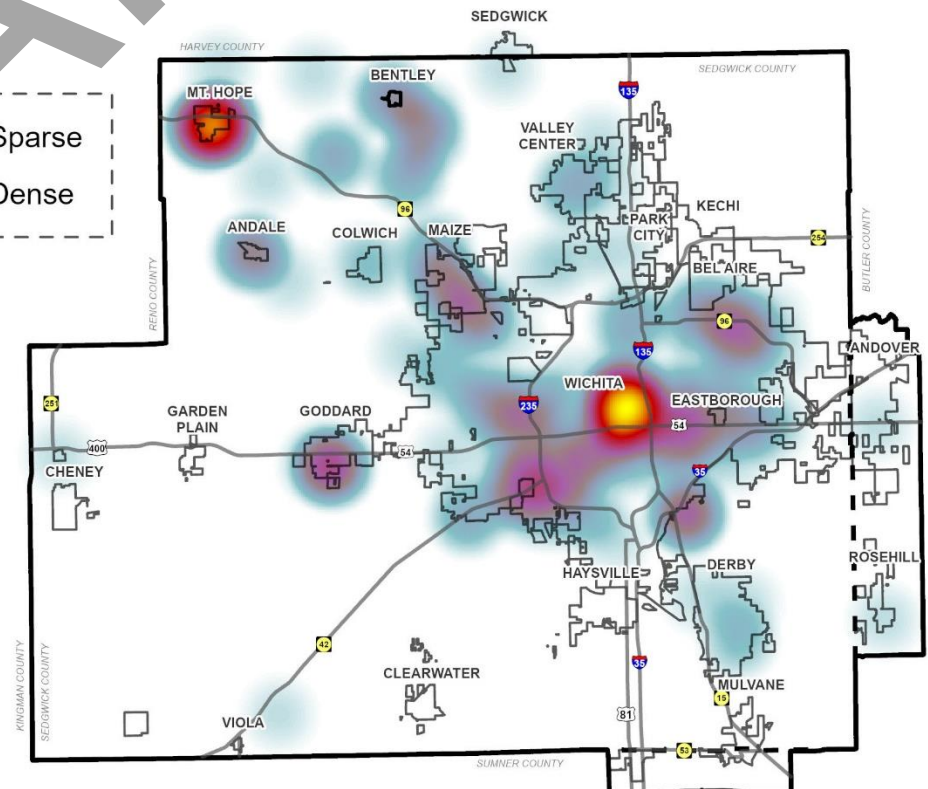 SEDGWICK
HARVEY COUNTY
SEDGWICK COUNTY
BENTLEY
MT. HOPE
135
Sparse
Dense
VALLEY
CENTER
96
KECHI
PARK
CITY
ANDALE
COLWICH
MAIZE
254
BEL AIRE
BUTLER COUNTY
RENO COUNTY
96
135
ANDOVER
WICHITA
251
235
EASTBOROUGH
GARDEN
PLAIN
GODDARD
54
400
54
CHENEY
35
ROSEHILL
HAYSVILLE
DERBY
42
KINGMAN COUNTY
SEDGWICK COUNTY
35
CLEARWATER
MULVANE
15
81
VIOLA
53
SUMNER COUNTY